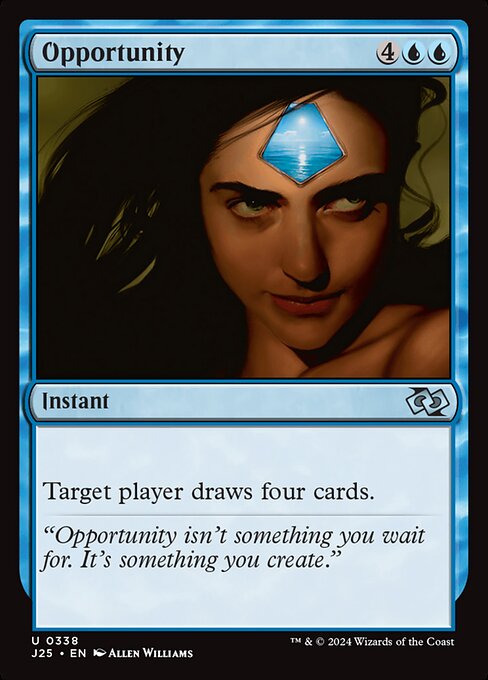 Opportunity 4
Instant
Target player draws four cards.
“Opportunity isn’t something you wait
for. It’s something you create.”
U 0338
J25 • EN Allen Williams
™ & © 2024 Wizards of the Coast